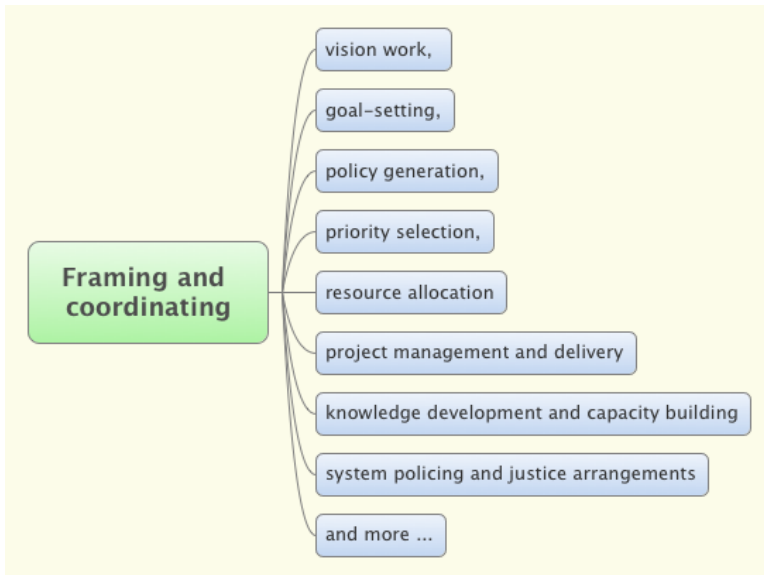 Framing and
coordinating
vision work,
goal-setting,
policy generation,
priority selection,
resource allocation
project management and delivery
knowledge development and capacity building
system policing and justice arrangements
and more ...